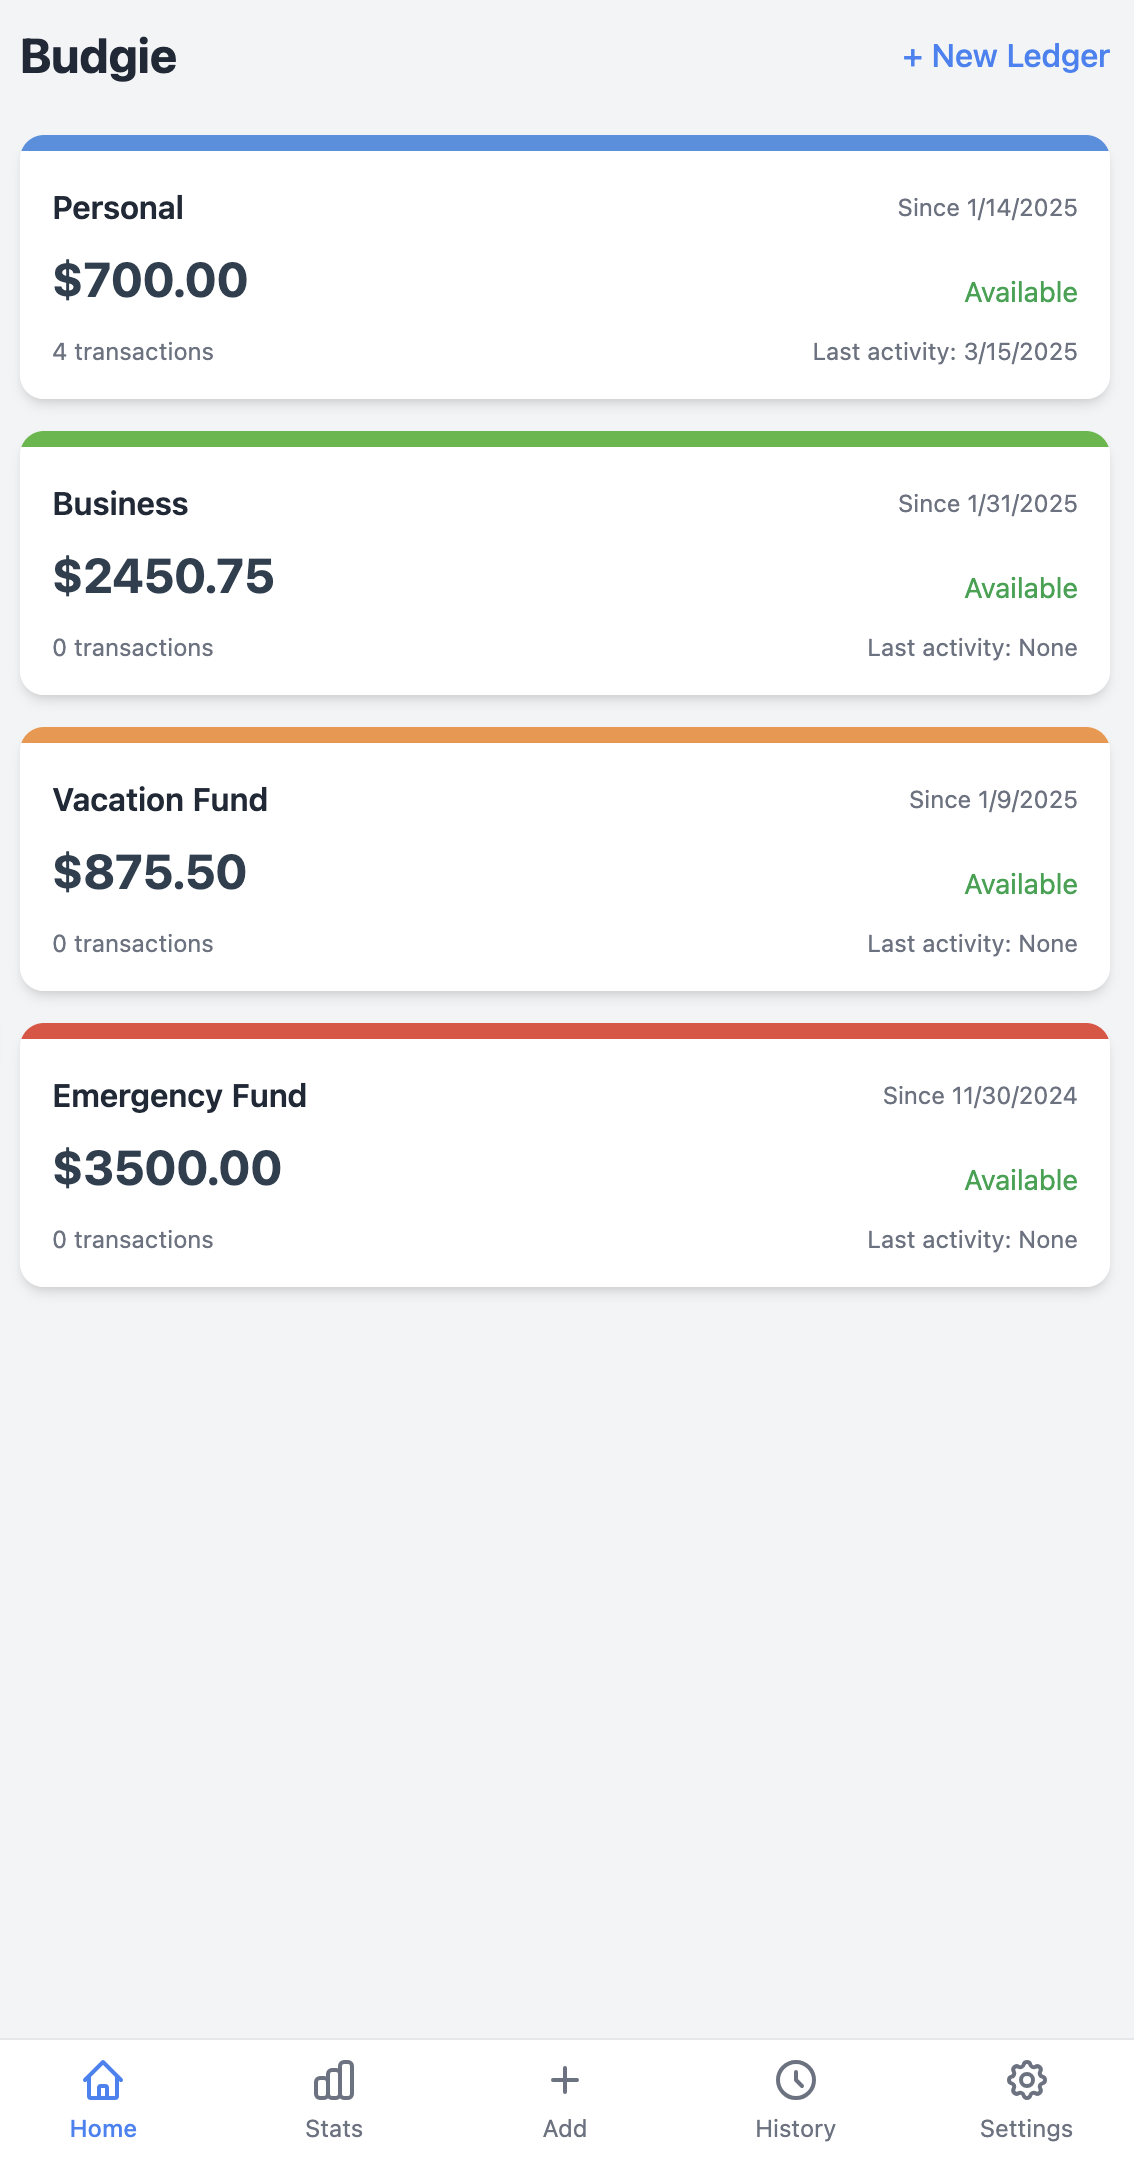 Budgie
+ New Ledger
Personal
Since 1/14/2025
$700.00
Available
4 transactions
Last activity: 3/15/2025
Business
Since 1/31/2025
$2450.75
Available
0 transactions
Last activity: None
Vacation Fund
Since 1/9/2025
$875.50
Available
0 transactions
Last activity: None
Emergency Fund
Since 11/30/2024
$3500.00
Available
0 transactions
Last activity: None
Home
Stats
Add
History
Settings